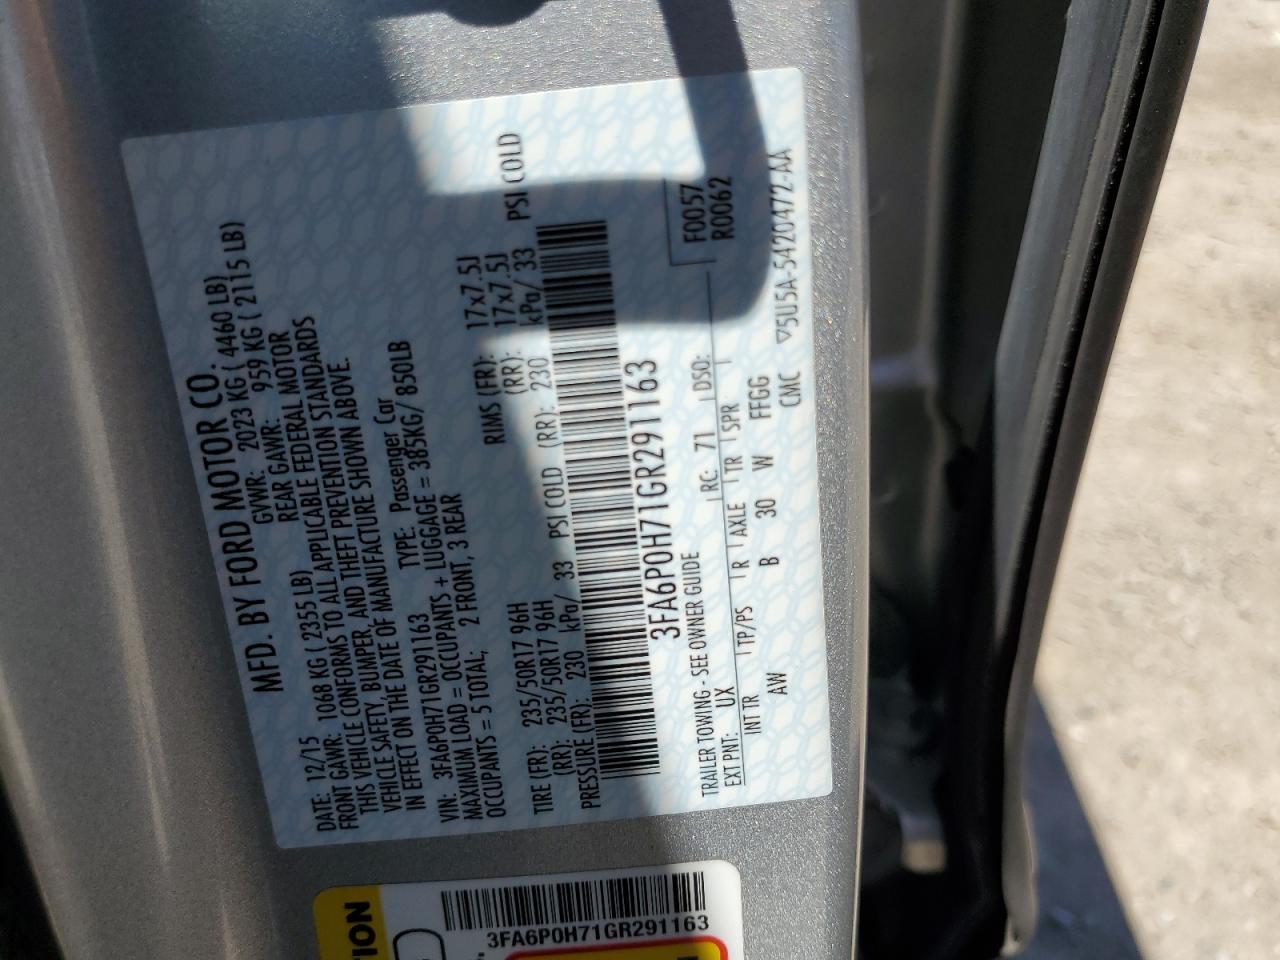 MFD. BY FORD MOTOR CO.
DATE: 12/15 GVWR: 2023 KG ( 4460 LB)
FRONT GAWR: 1068 KG ( 2355 LB) REAR GAWR: 959 KG ( 2115 LB)
THIS VEHICLE CONFORMS TO ALL APPLICABLE FEDERAL MOTOR
VEHICLE SAFETY, BUMPER, AND THEFT PREVENTION STANDARDS
IN EFFECT ON THE DATE OF MANUFACTURE SHOWN ABOVE.
VIN: 3FA6P0H71GR291163 TYPE: Passenger Car
MAXIMUM LOAD = OCCUPANTS + LUGGAGE = 385KG/ 850LB
OCCUPANTS = 5 TOTAL, 2 FRONT, 3 REAR
TIRE (FR): 235/50R17 96H RIMS (FR): 17x7.5J
(RR): 235/50R17 96H (RR): 17x7.5J
PRESSURE (FR): 230 kPa/ 33 PSI COLD (RR): 230 kPa/ 33 PSI COLD
3FA6P0H71GR291163
TRAILER TOWING - SEE OWNER GUIDE
F0057
R0062
EXT PNT: UX RC: 71 DSO:
INT TR TP/PS R AXLE TR SPR
AW B 30 W FFGG
CMC ▽5U5A-5420472-AA
TION
3FA6P0H71GR291163